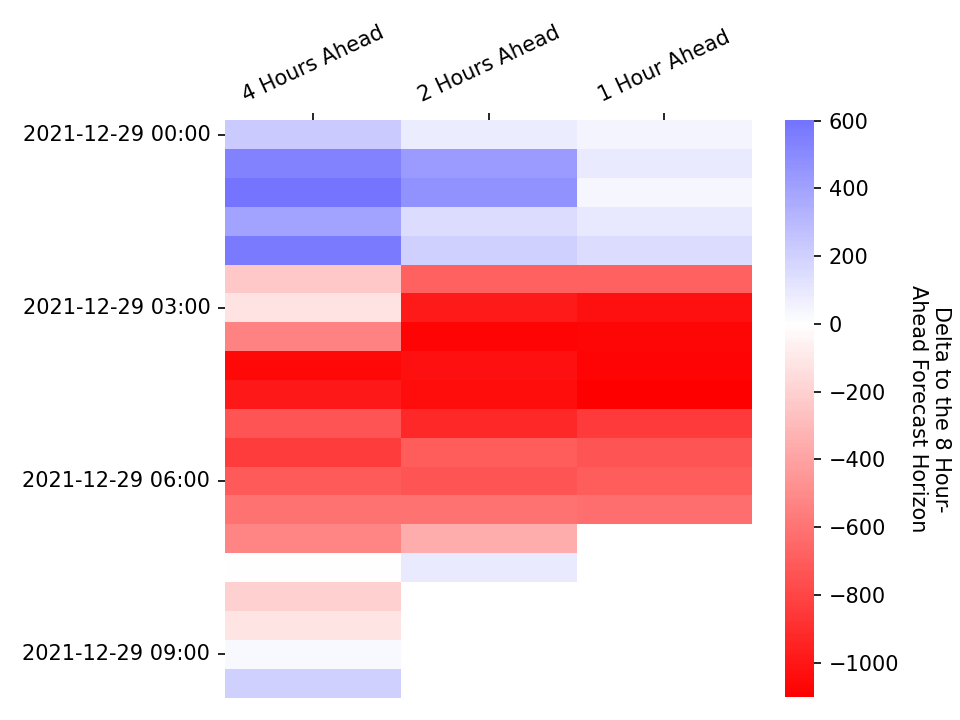 4 Hours Ahead
2 Hours Ahead
1 Hour Ahead
2021-12-29 00:00
2021-12-29 03:00
2021-12-29 06:00
2021-12-29 09:00
600
400
200
0
−200
−400
−600
−800
−1000
Delta to the 8 Hour-
Ahead Forecast Horizon